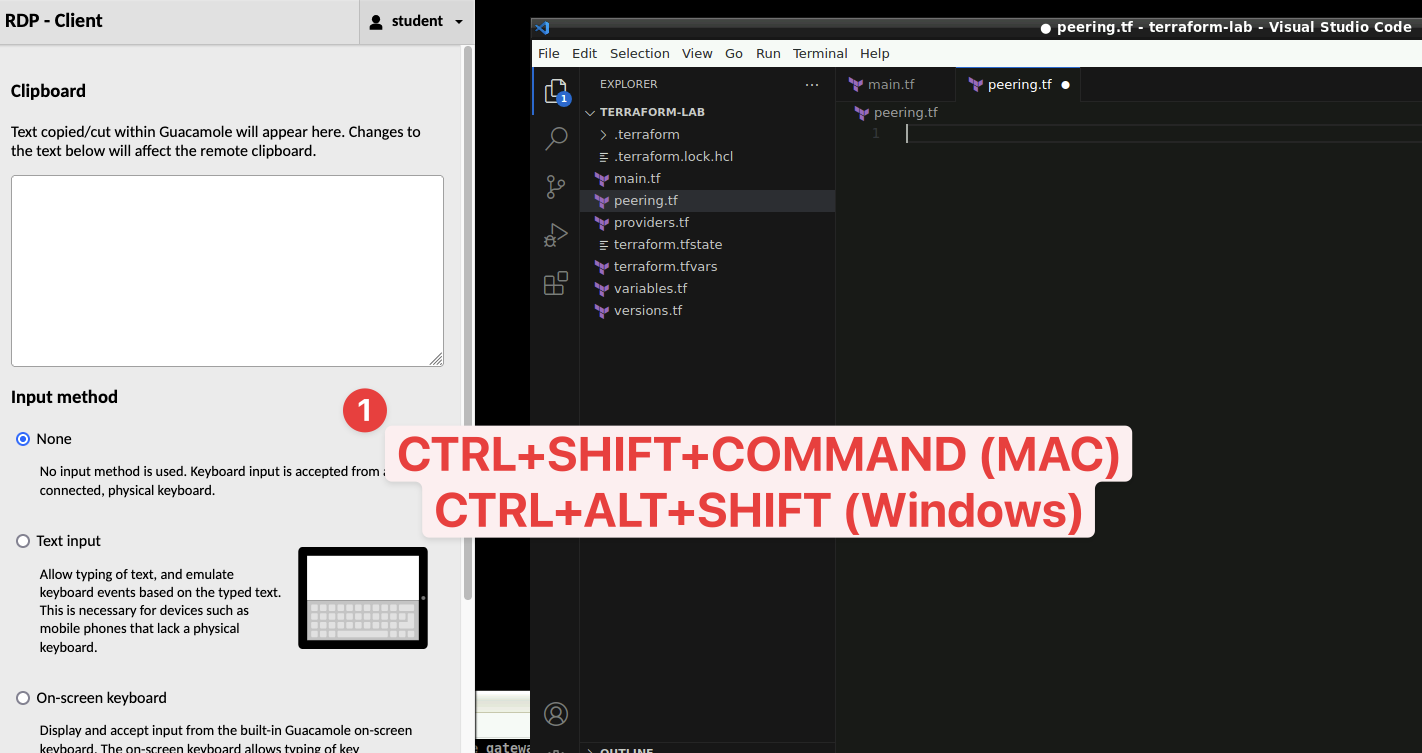 RDP - Client
student
Clipboard
Text copied/cut within Guacamole will appear here. Changes to
the text below will affect the remote clipboard.
Input method
None
No input method is used. Keyboard input is accepted from
connected, physical keyboard.
Text input
Allow typing of text, and emulate
keyboard events based on the typed text.
This is necessary for devices such as
mobile phones that lack a physical
keyboard.
On-screen keyboard
Display and accept input from the built-in Guacamole on-screen
keyboard. The on-screen keyboard allows typing of key
1
CTRL+SHIFT+COMMAND (MAC)
CTRL+ALT+SHIFT (Windows)
● peering.tf - terraform-lab - Visual Studio Code
File Edit Selection View Go Run Terminal Help
1
EXPLORER
TERRAFORM-LAB
.terraform
.terraform.lock.hcl
main.tf
peering.tf
providers.tf
terraform.tfstate
terraform.tfvars
variables.tf
versions.tf
OUTLINE
main.tf
peering.tf ●
peering.tf
1